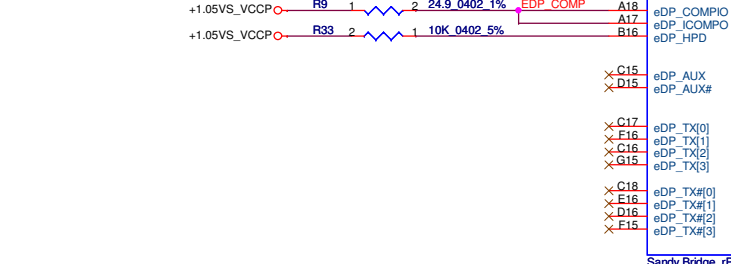 +1.05VS_VCCP R9 1 2 24.9_0402_1% EDP_COMP A18 eDP_COMPIO
A17 eDP_ICOMPO
+1.05VS_VCCP R33 2 1 10K_0402_5% B16 eDP_HPD
C15 eDP_AUX
D15 eDP_AUX#
C17 eDP_TX[0]
F16 eDP_TX[1]
C16 eDP_TX[2]
G15 eDP_TX[3]
C18 eDP_TX#[0]
E16 eDP_TX#[1]
D16 eDP_TX#[2]
F15 eDP_TX#[3]
Sandy Bridge_